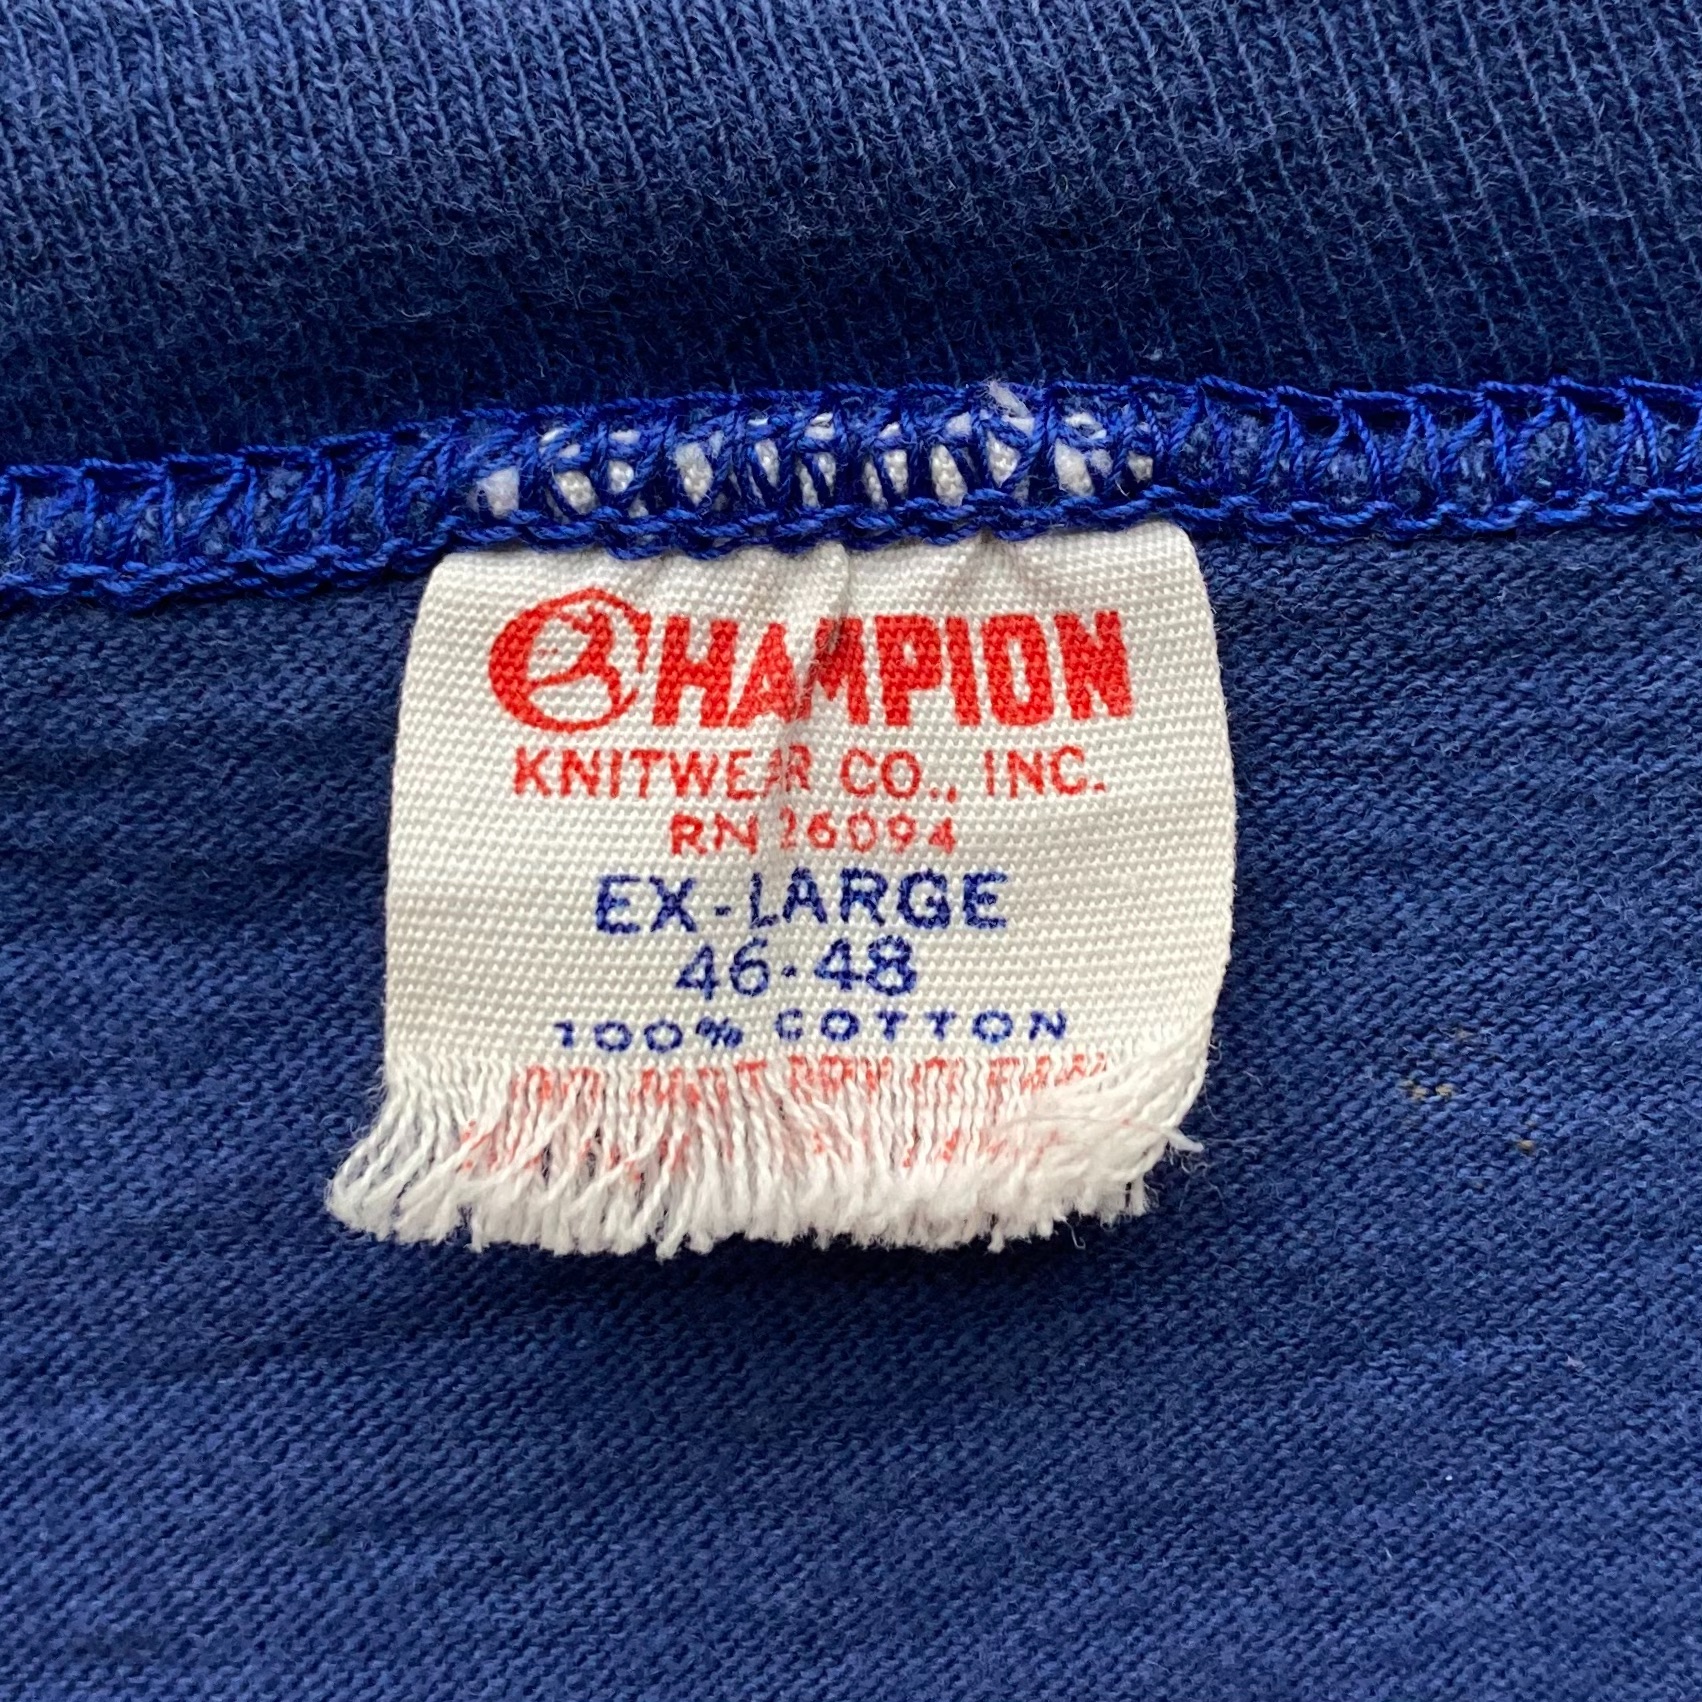 CHAMPION
KNITWEAR CO., INC.
RN 26094
EX-LARGE
46-48
100% COTTON